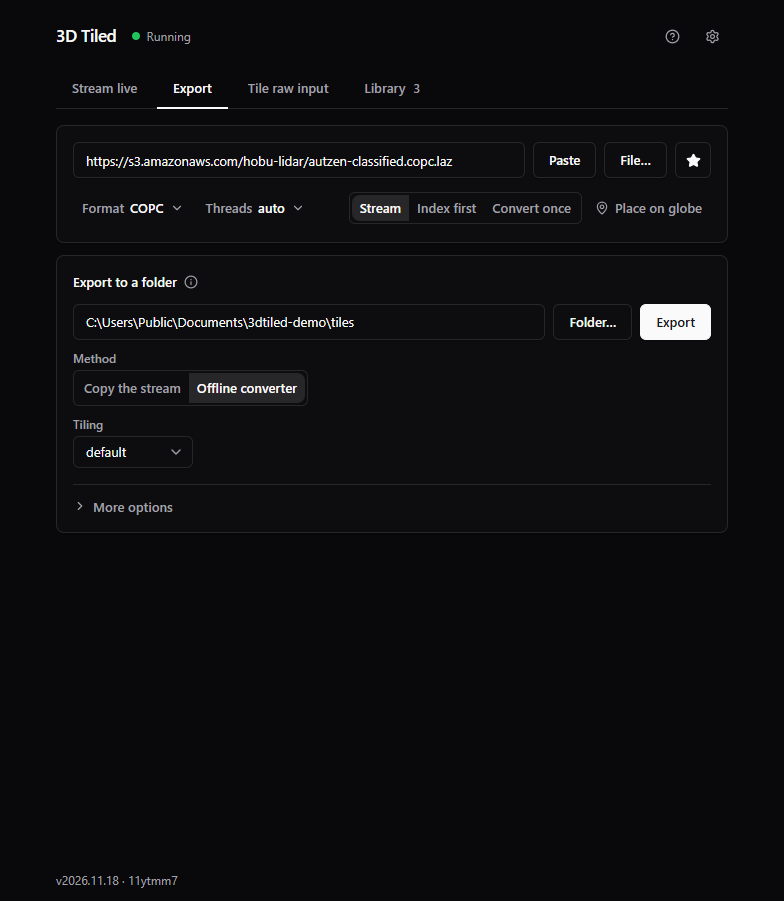 3D Tiled Running
Stream live Export Tile raw input Library 3
https://s3.amazonaws.com/hobu-lidar/autzen-classified.copc.laz Paste File...
Format COPC Threads auto Stream Index first Convert once Place on globe
Export to a folder
C:\Users\Public\Documents\3dtiled-demo\tiles Folder... Export
Method
Copy the stream Offline converter
Tiling
default
More options
v2026.11.18 · 11ytmm7